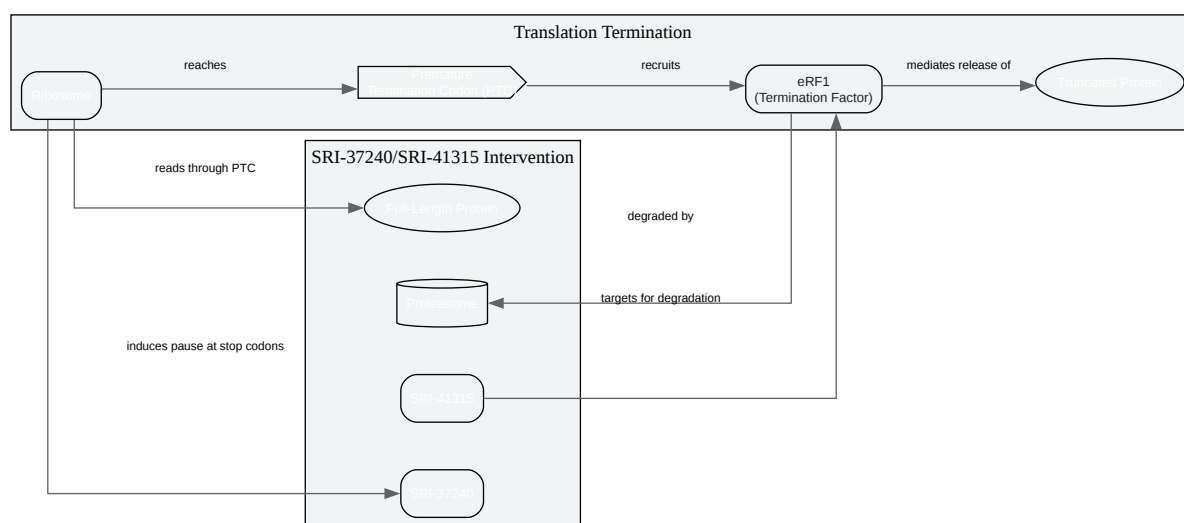 Translation Termination
reaches
recruits
mediates release of
Ribosome
Premature
Termination Codon (PTC)
eRF1
(Termination Factor)
Truncated Protein
SRI-37240/SRI-41315 Intervention
reads through PTC
Full-Length Protein
degraded by
Proteasome
targets for degradation
induces pause at stop codons
SRI-41315
SRI-37240